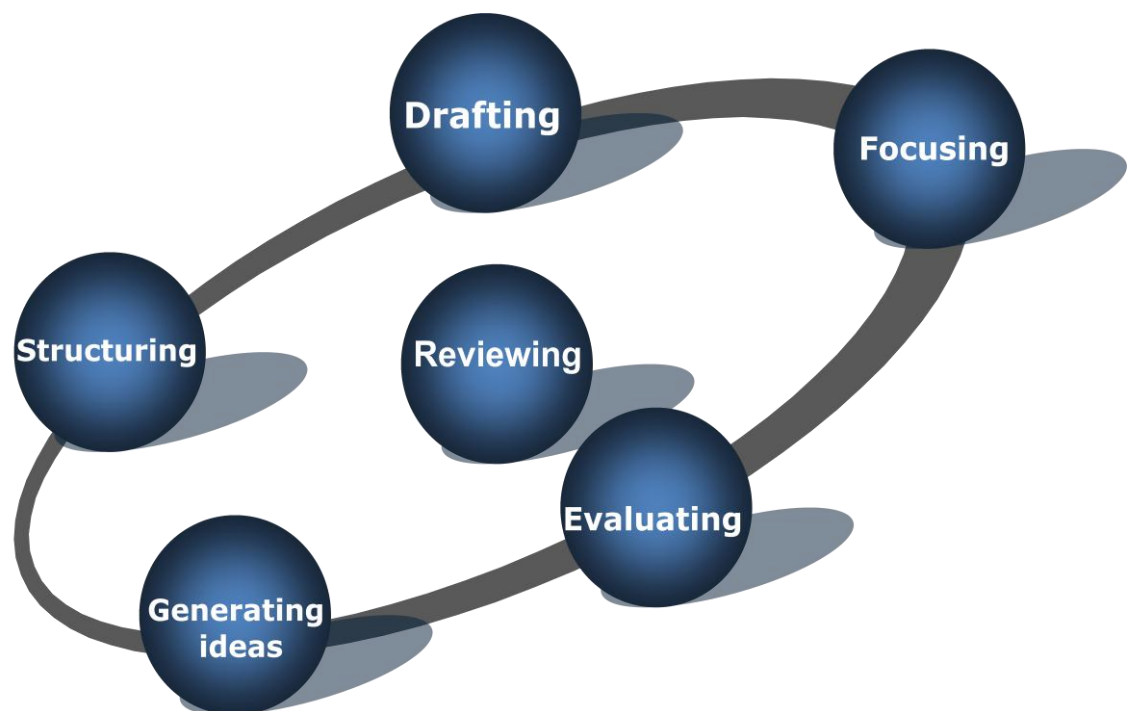 Drafting
Focusing
Structuring
Reviewing
Evaluating
Generating
ideas